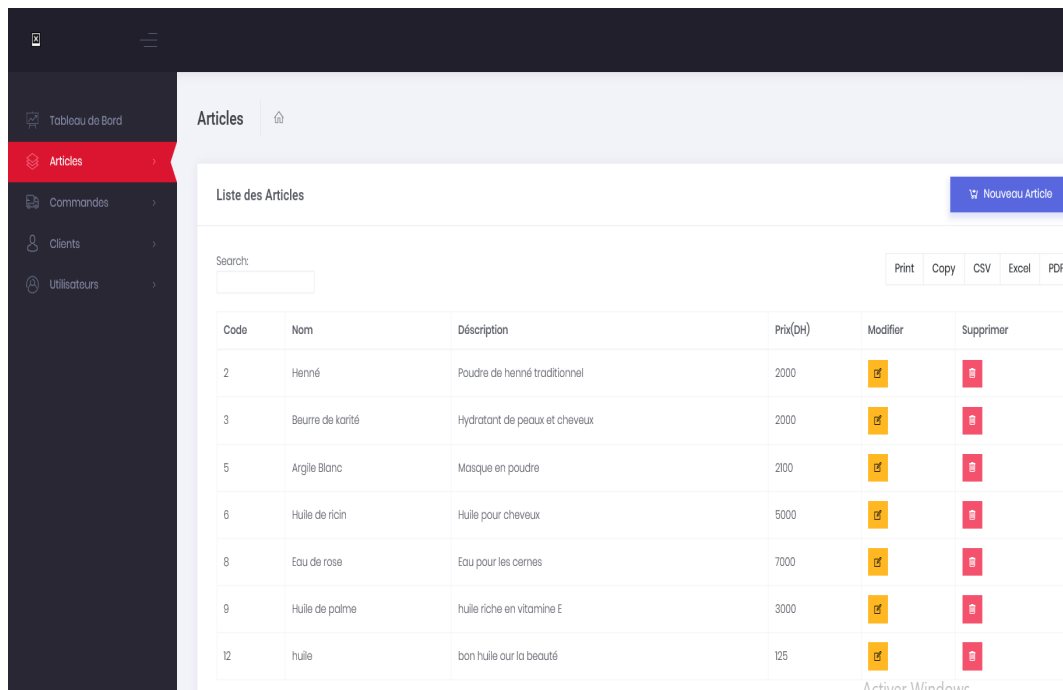 Tableau de Bord
Articles
Commandes
Clients
Utilisateurs
Articles
Liste des Articles
Nouveau Article
Search:
Print Copy CSV Excel PDF
Code Nom Déscription Prix(DH) Modifier Supprimer
2 Henné Poudre de henné traditionnel 2000
3 Beurre de karité Hydratant de peaux et cheveux 2000
5 Argile Blanc Masque en poudre 2100
6 Huile de ricin Huile pour cheveux 5000
8 Eau de rose Eau pour les cernes 7000
9 Huile de palme huile riche en vitamine E 3000
12 huile bon huile our la beauté 125
Activer Windows